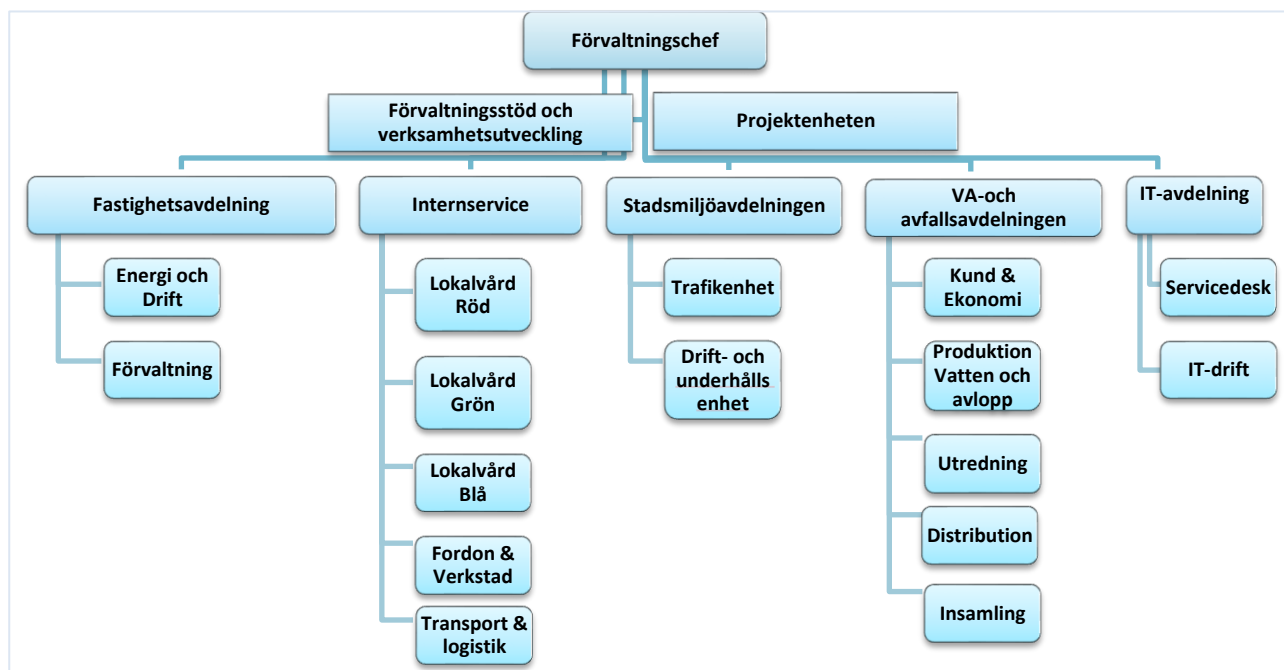 Förvaltningschef
Förvaltningsstöd och
verksamhetsutveckling
Projektenheten
Fastighetsavdelning
Internservice
Stadsmiljöavdelningen
VA-och
avfallsavdelningen
IT-avdelning
Energi och
Drift
Förvaltning
Lokalvård
Röd
Lokalvård
Grön
Lokalvård
Blå
Fordon &
Verkstad
Transport &
logistik
Trafikenhet
Drift- och
underhålls
enhet
Kund &
Ekonomi
Produktion
Vatten och
avlopp
Utredning
Distribution
Insamling
Servicedesk
IT-drift